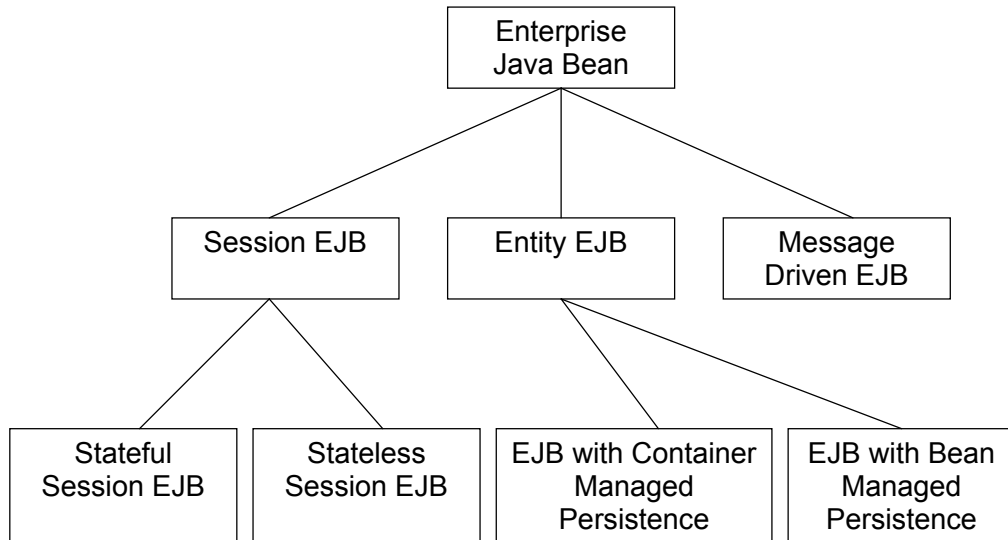 Enterprise
Java Bean
Session EJB
Entity EJB
Message
Driven EJB
Stateful
Session EJB
Stateless
Session EJB
EJB with Container
Managed
Persistence
EJB with Bean
Managed
Persistence